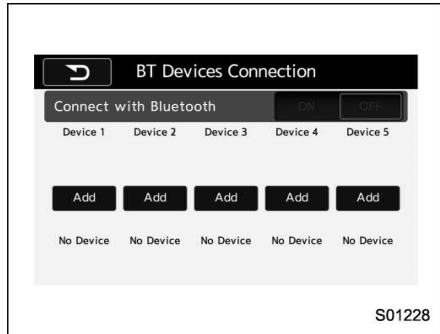 BT Devices Connection
Connect with Bluetooth ON OFF
Device 1 Device 2 Device 3 Device 4 Device 5
Add Add Add Add Add
No Device No Device No Device No Device No Device
S01228